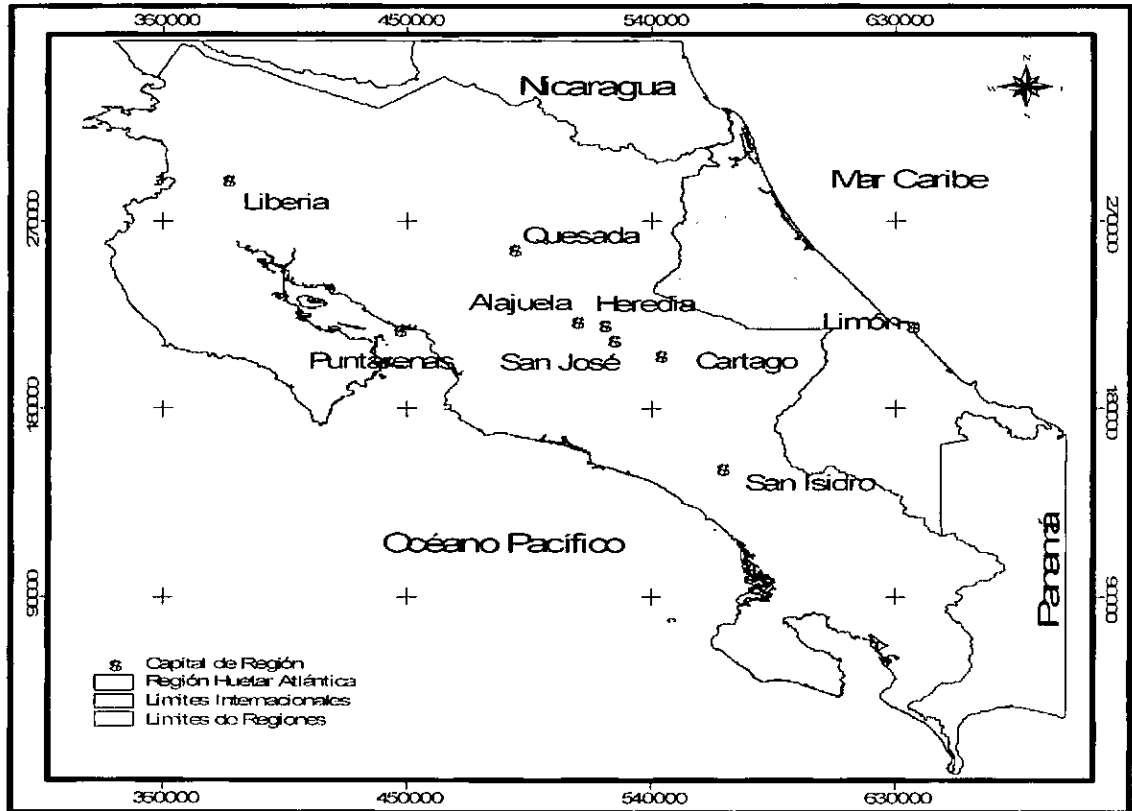 360000 450000 540000 630000
Nicaragua
Mar Caribe
Liberia
270000 270000
Quesada
Alajuela Heredia
Limón
Puntarenas San José Cartago
180000 180000
San Isidro
Océano Pacífico
Panamá
90000 90000
Capital de Región
Región Huetar Atlántica
Limites Internacionales
Limites de Regiones
360000 450000 540000 630000